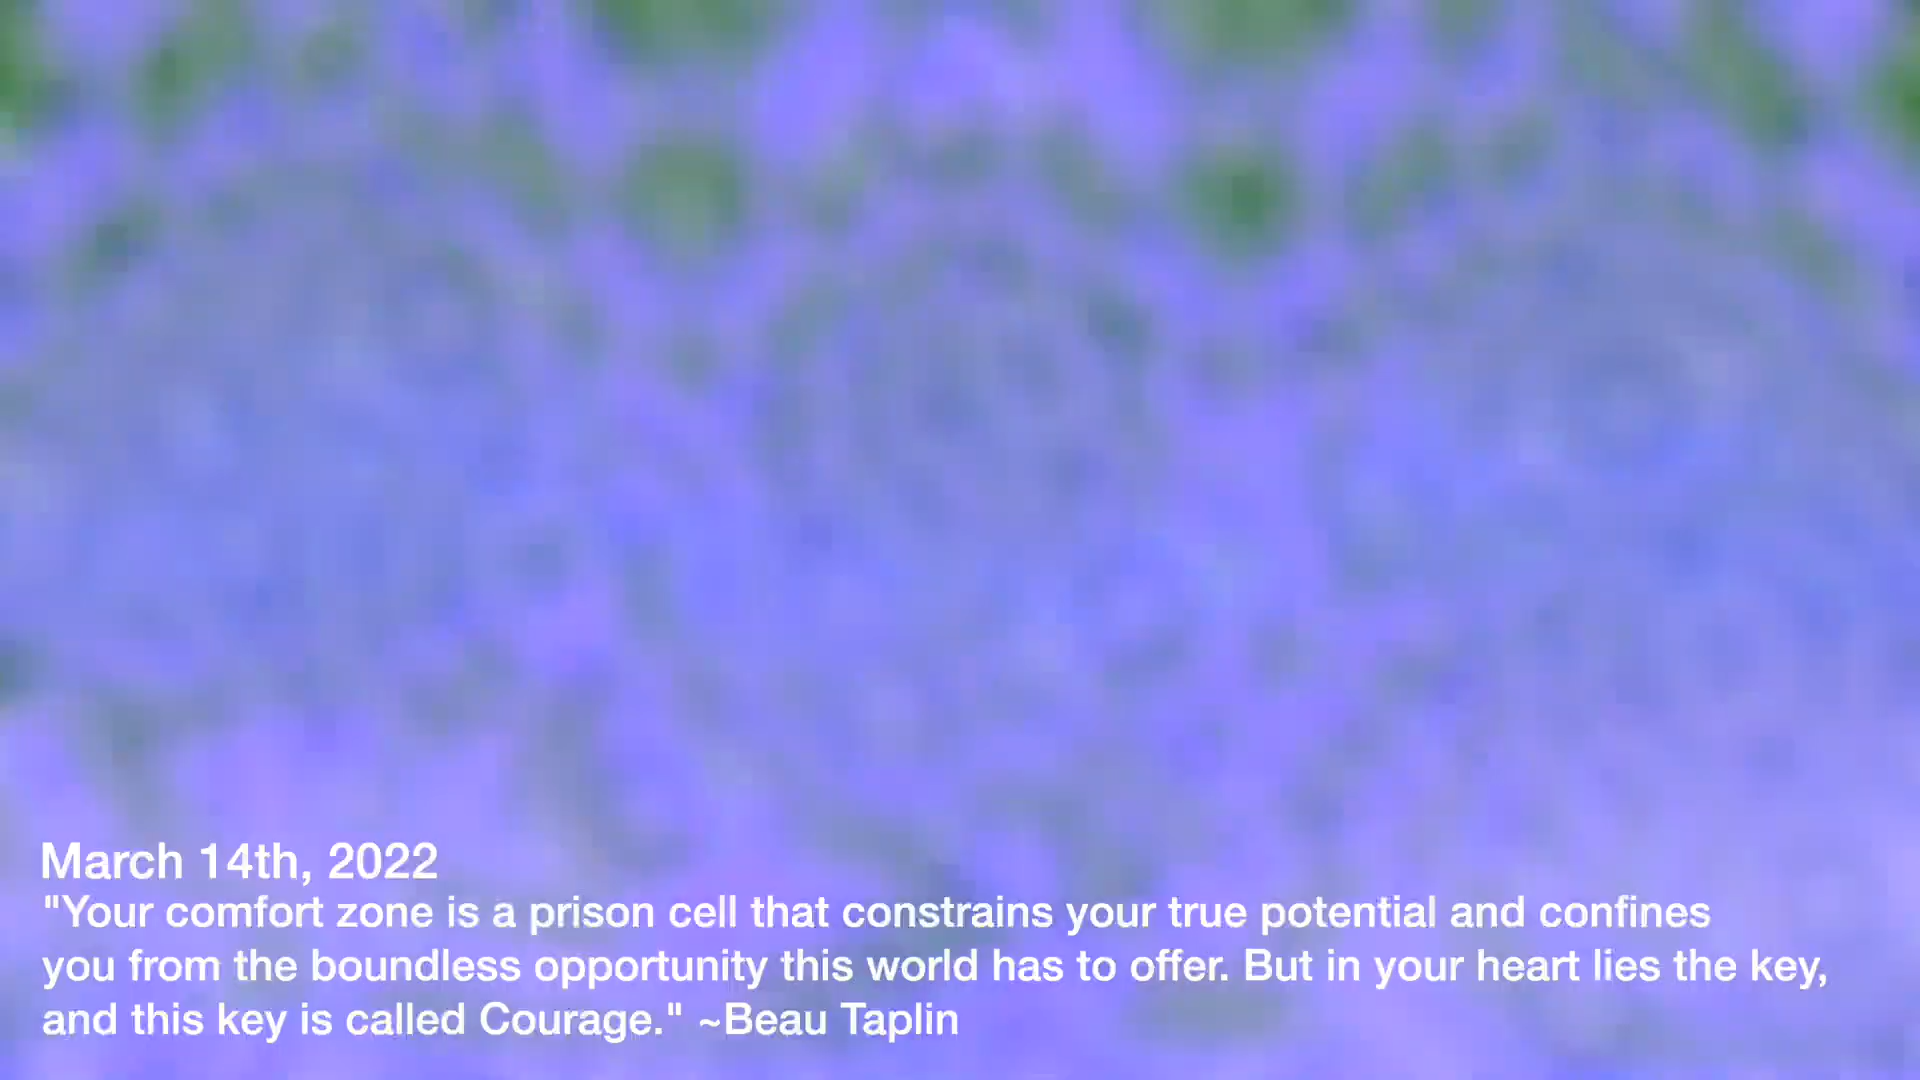 March 14th, 2022
"Your comfort zone is a prison cell that constrains your true potential and confines
you from the boundless opportunity this world has to offer. But in your heart lies the key,
and this key is called Courage." ~Beau Taplin